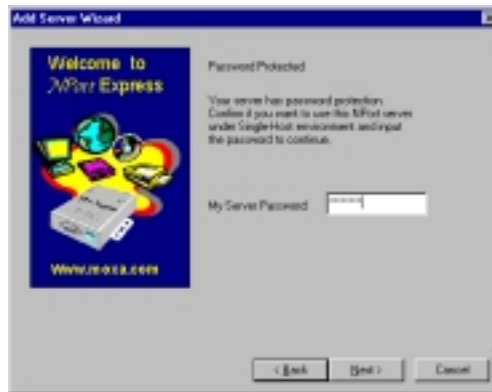 Add Server Wizard
Welcome to
NPort Express
www.moxa.com
Password Protected
Your server has password protection.
Confirm if you want to use this NPort server
under Single-Host environment and input
the password to continue.
My Server Password
< Back
Next >
Cancel